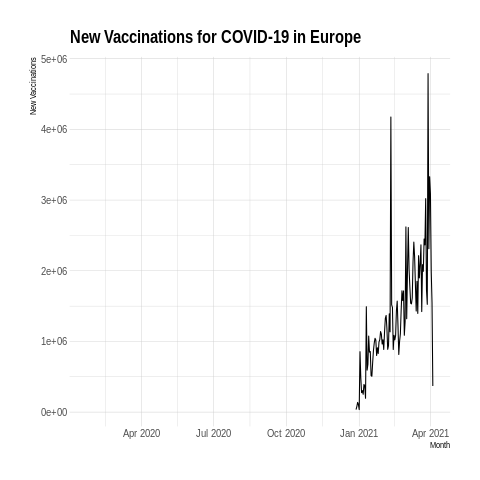 New Vaccinations for COVID-19 in Europe
New Vaccinations
5e+06
4e+06
3e+06
2e+06
1e+06
0e+00
Apr 2020 Jul 2020 Oct 2020 Jan 2021 Apr 2021
Month